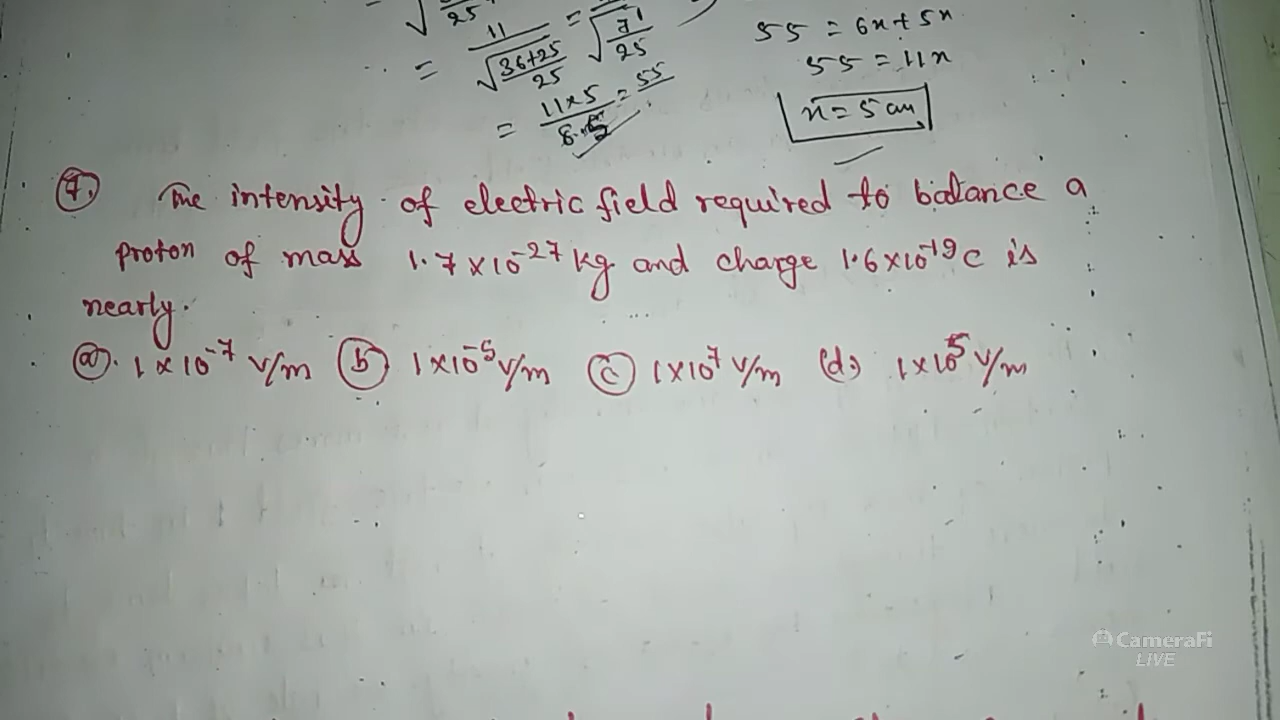 25
11
= √36+25 = √71
25 25
= 11×5 = 55
55 = 6x + 5x
55 = 11x
x = 5 cm
7. The intensity of electric field required to balance a
proton of mass 1.7×10⁻²⁷ kg and charge 1.6×10⁻¹⁹ c is
nearly.
(a). 1×10⁻⁷ V/m (b) 1×10⁻⁵ V/m (c) 1×10⁷ V/m (d) 1×10⁵ V/m
CameraFi
LIVE